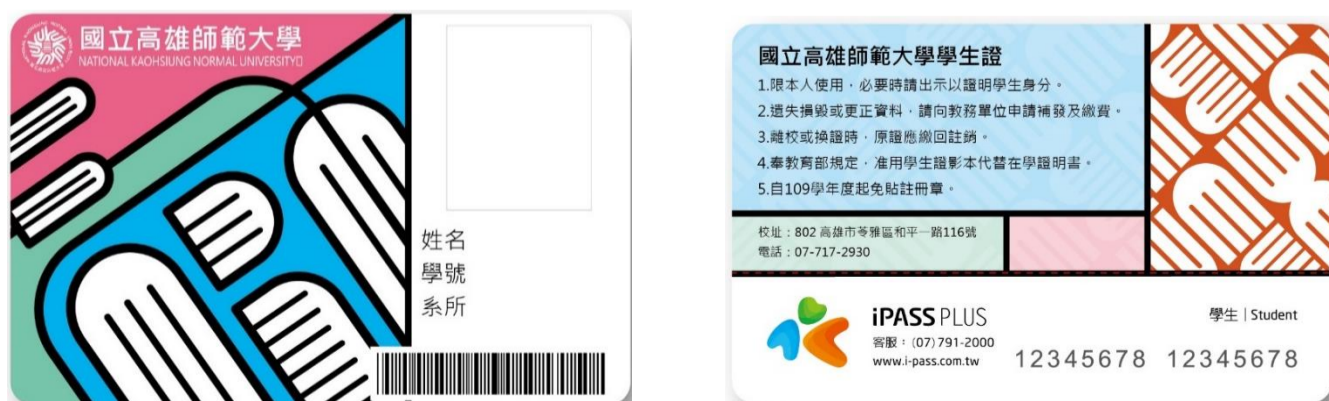 國立高雄師範大學
NATIONAL KAOHSIUNG NORMAL UNIVERSITY
姓名
學號
系所
國立高雄師範大學學生證
1.限本人使用，必要時請出示以證明學生身分。
2.遺失損毀或更正資料，請向教務單位申請補發及繳費。
3.離校或換證時，原證應繳回註銷。
4.奉教育部規定，准用學生證影本代替在學證明書。
5.自109學年度起免貼註冊章。
校址：802 高雄市苓雅區和平一路116號
電話：07-717-2930
iPASS PLUS
客服：(07)791-2000
www.i-pass.com.tw
學生 | Student
12345678 12345678